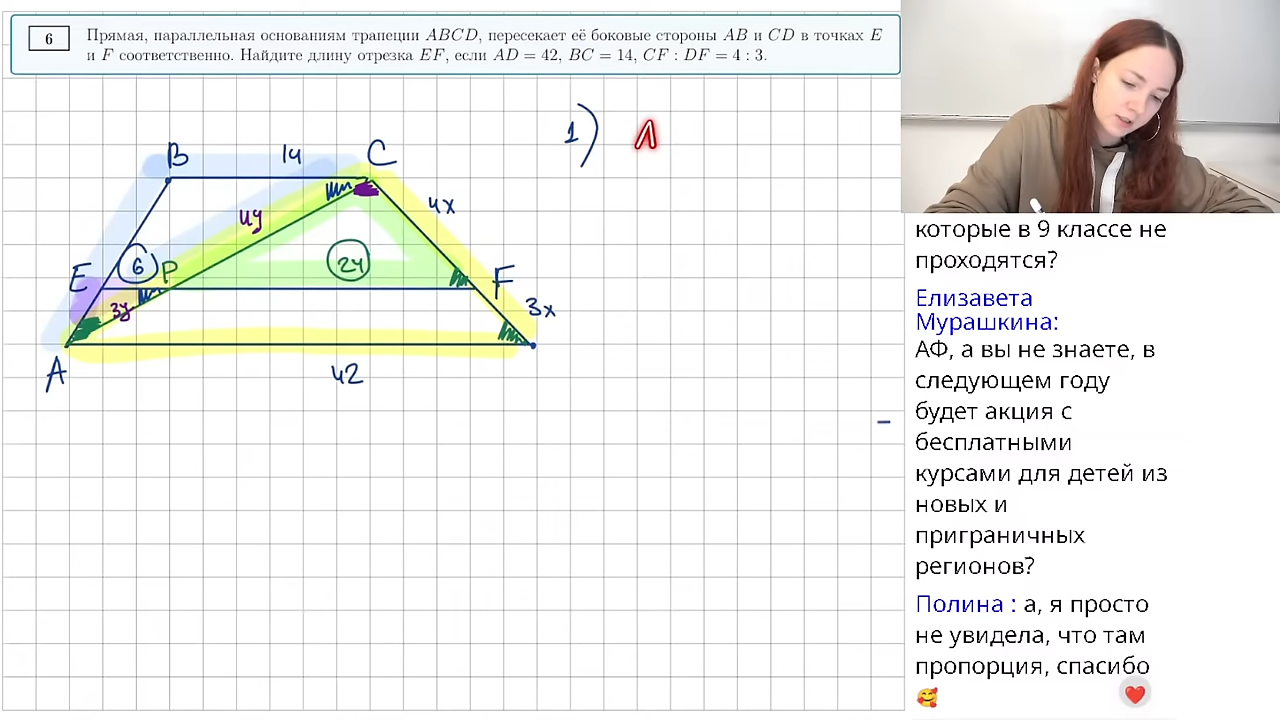 6
Прямая, параллельная основаниям трапеции ABCD, пересекает её боковые стороны AB и CD в точках E
и F соответственно. Найдите длину отрезка EF, если AD = 42, BC = 14, CF : DF = 4 : 3.
1) Л
B 14 C
4y 4x
E 6 P 24 F
3y 3x
A 42
которые в 9 классе не
проходятся?
Елизавета
Мурашкина:
АФ, а вы не знаете, в
следующем году
будет акция с
бесплатными
курсами для детей из
новых и
приграничных
регионов?
Полина : а, я просто
не увидела, что там
пропорция, спасибо
🥰 ❤️